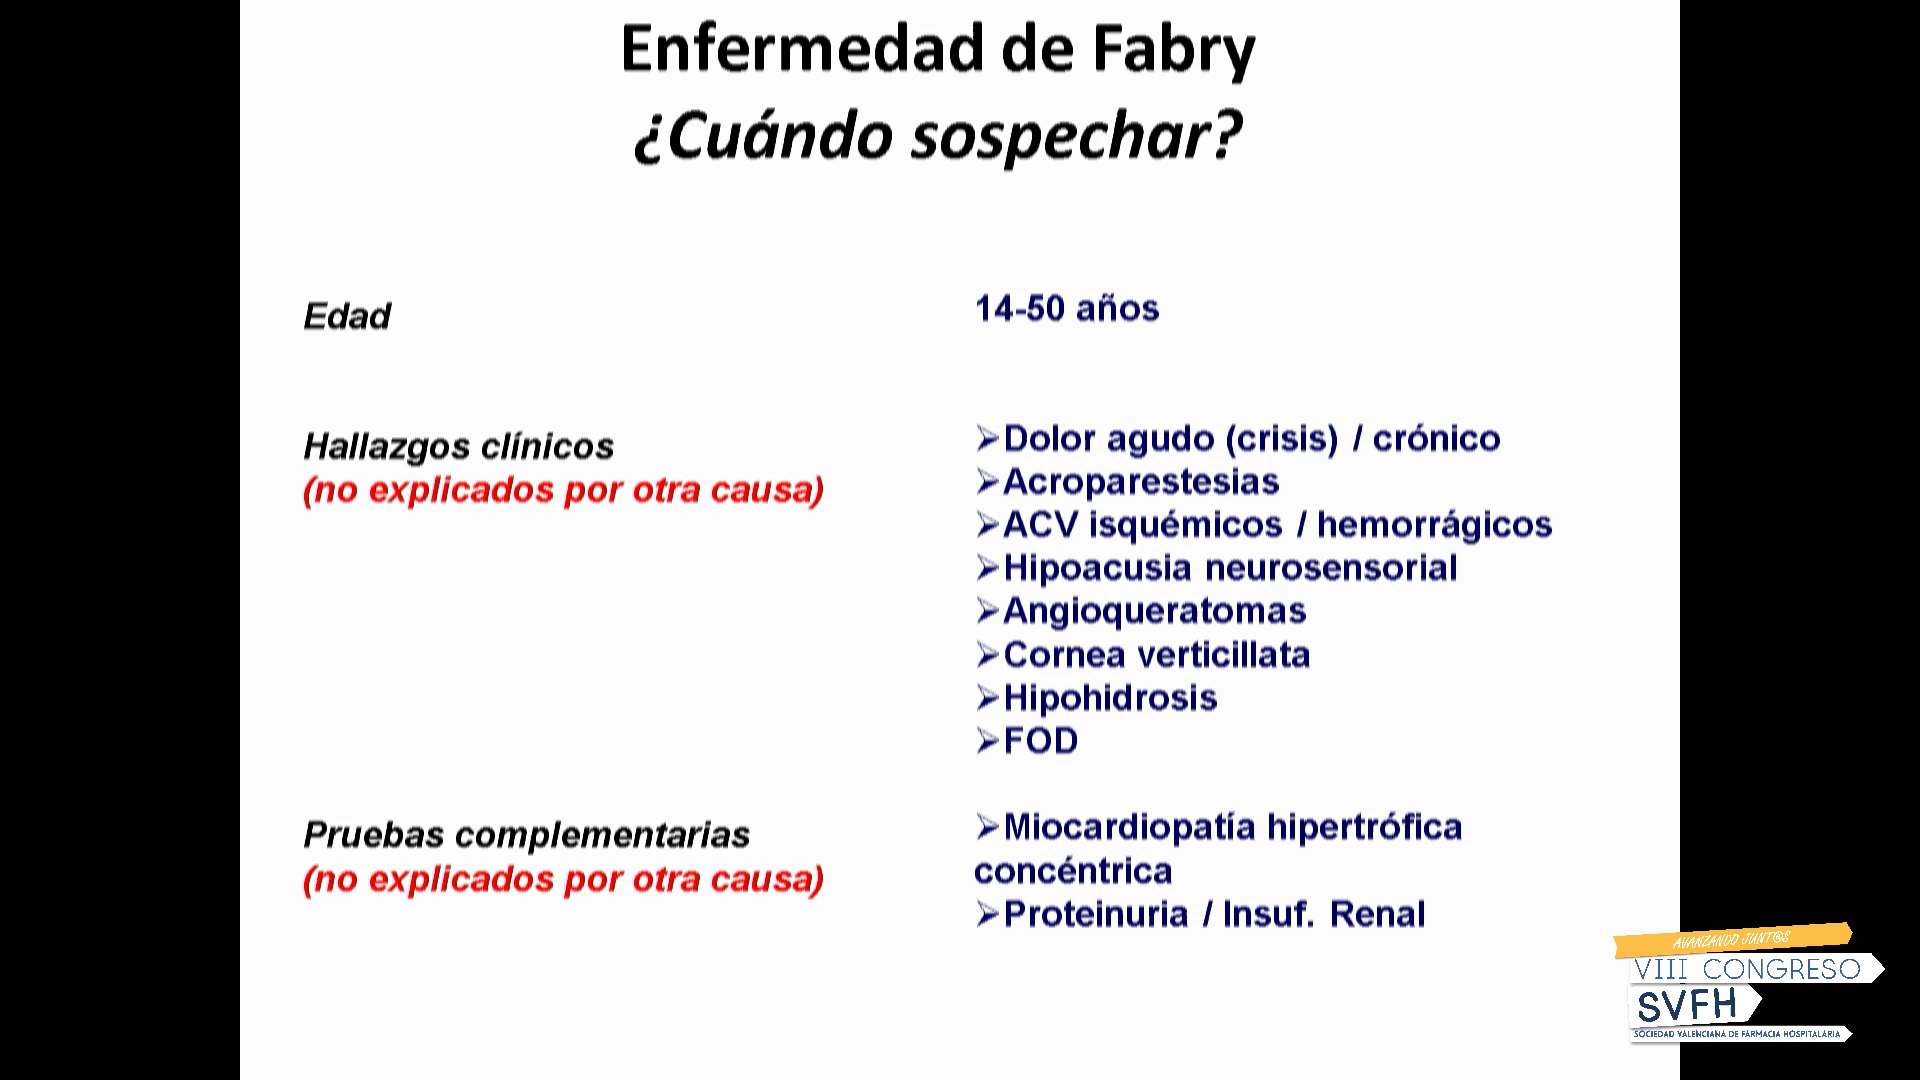 Enfermedad de Fabry
¿Cuándo sospechar?
Edad
14-50 años
Hallazgos clínicos
(no explicados por otra causa)
➢Dolor agudo (crisis) / crónico
➢Acroparestesias
➢ACV isquémicos / hemorrágicos
➢Hipoacusia neurosensorial
➢Angioqueratomas
➢Cornea verticillata
➢Hipohidrosis
➢FOD
Pruebas complementarias
(no explicados por otra causa)
➢Miocardiopatía hipertrófica
concéntrica
➢Proteinuria / Insuf. Renal
AVANZANDO JUNT@S
VIII CONGRESO
SVFH
SOCIEDAD VALENCIANA DE FARMACIA HOSPITALARIA